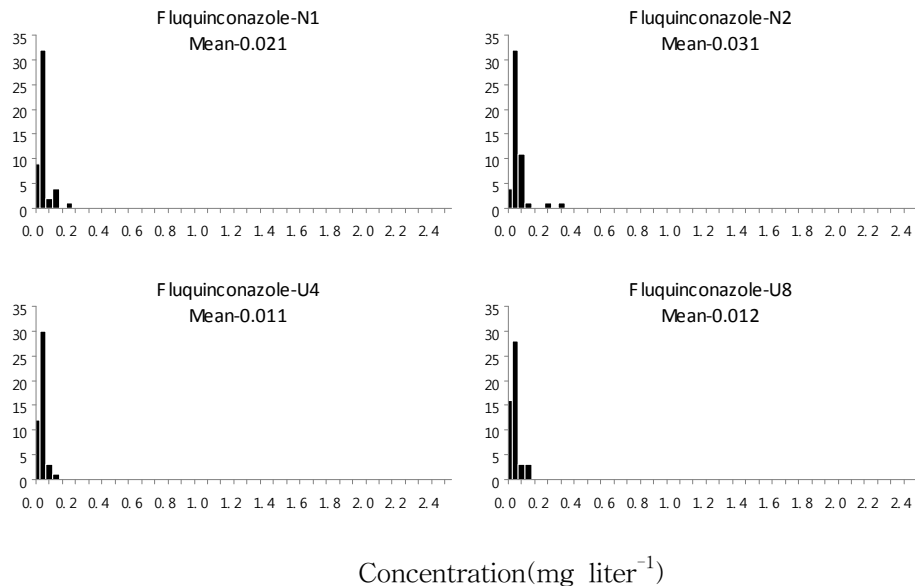 Fluquinconazole-N1
Mean-0.021
35
30
25
20
15
10
5
0
0.0 0.2 0.4 0.6 0.8 1.0 1.2 1.4 1.6 1.8 2.0 2.2 2.4
Fluquinconazole-N2
Mean-0.031
35
30
25
20
15
10
5
0
0.0 0.2 0.4 0.6 0.8 1.0 1.2 1.4 1.6 1.8 2.0 2.2 2.4
Fluquinconazole-U4
Mean-0.011
35
30
25
20
15
10
5
0
0.0 0.2 0.4 0.6 0.8 1.0 1.2 1.4 1.6 1.8 2.0 2.2 2.4
Fluquinconazole-U8
Mean-0.012
35
30
25
20
15
10
5
0
0.0 0.2 0.4 0.6 0.8 1.0 1.2 1.4 1.6 1.8 2.0 2.2 2.4
Concentration(mg liter⁻¹)